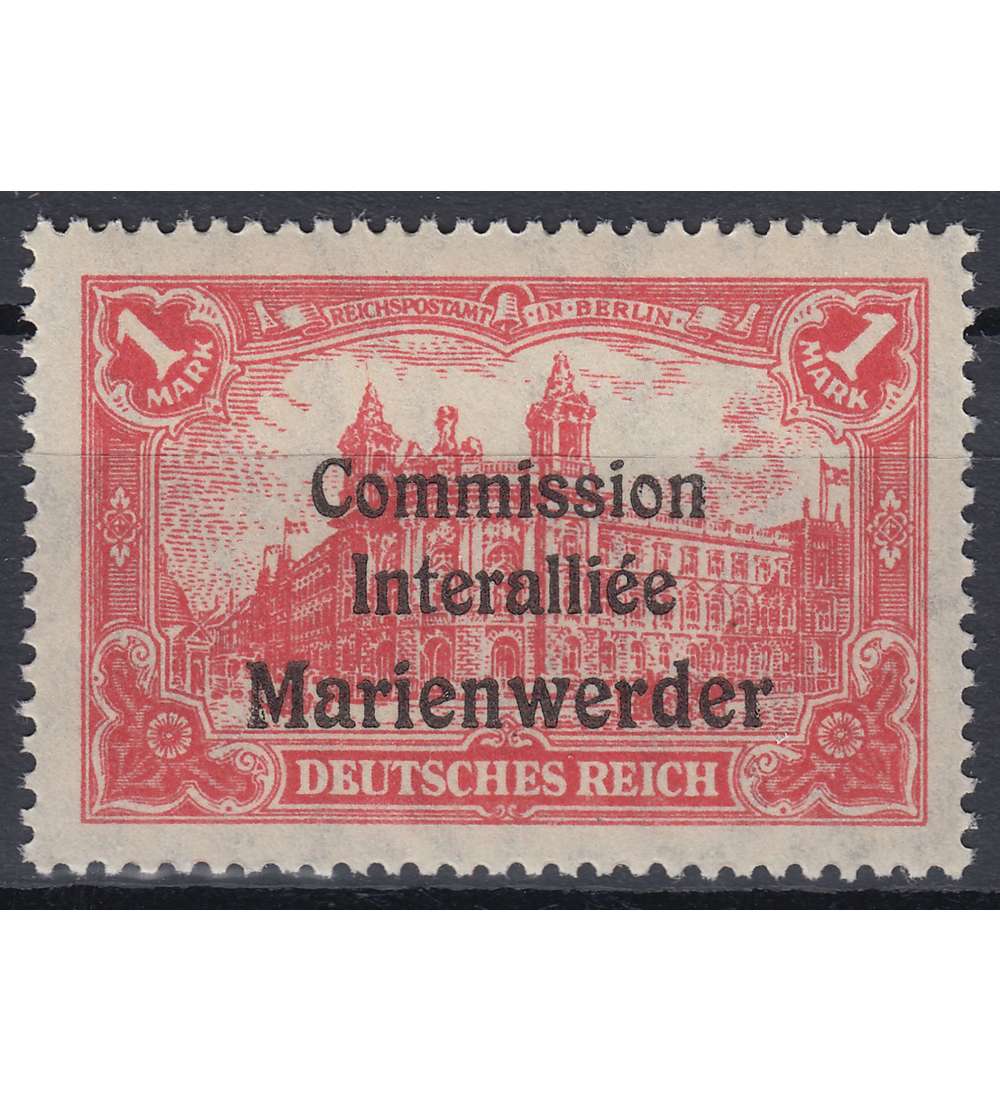 REICHSPOSTAMT · IN · BERLIN ·
1 MARK
1 MARK
Commission
Interalliée
Marienwerder
DEUTSCHES REICH